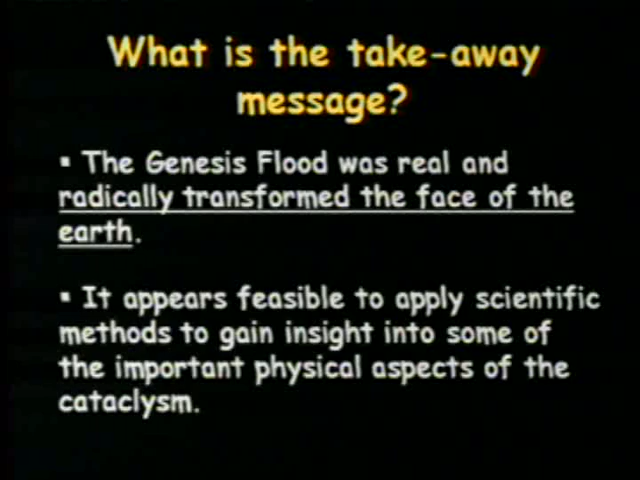 What is the take-away
message?
▪ The Genesis Flood was real and
radically transformed the face of the
earth.
▪ It appears feasible to apply scientific
methods to gain insight into some of
the important physical aspects of the
cataclysm.